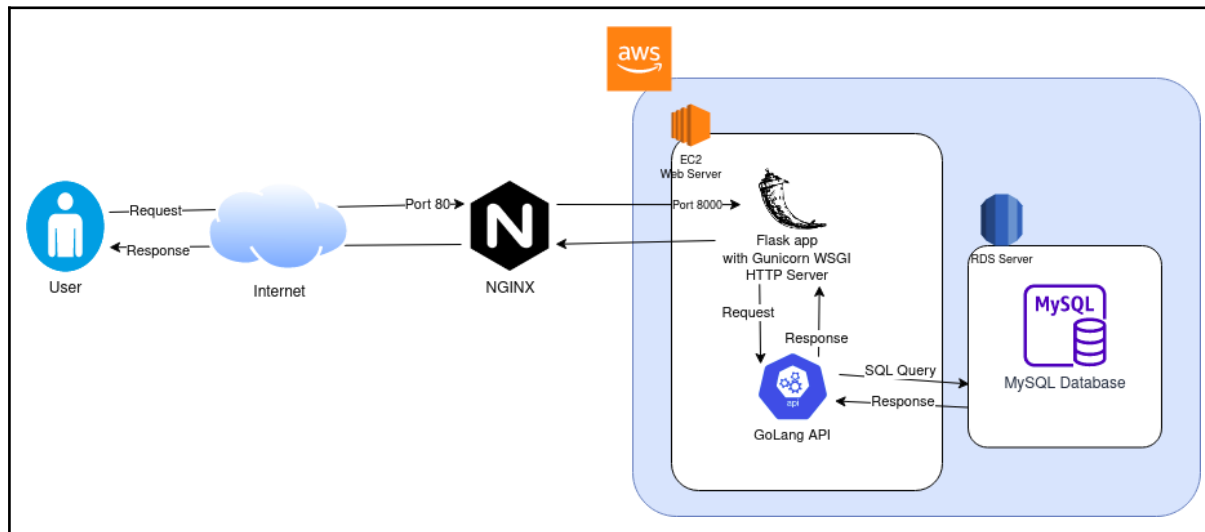 aws
EC2
Web Server
Request
Port 80
Port 8000
Response
User
Internet
NGINX
Flask app
with Gunicorn WSGI
HTTP Server
Request
Response
api
GoLang API
SQL Query
Response
RDS Server
MySQL
MySQL Database